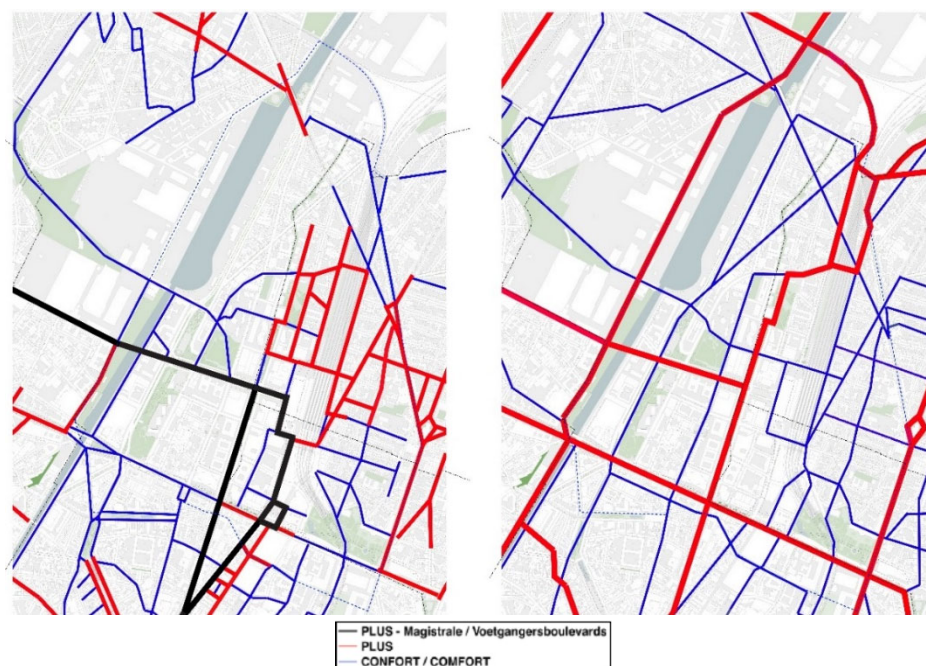 PLUS - Magistrale / Voetgangersboulevards
PLUS
CONFORT / COMFORT